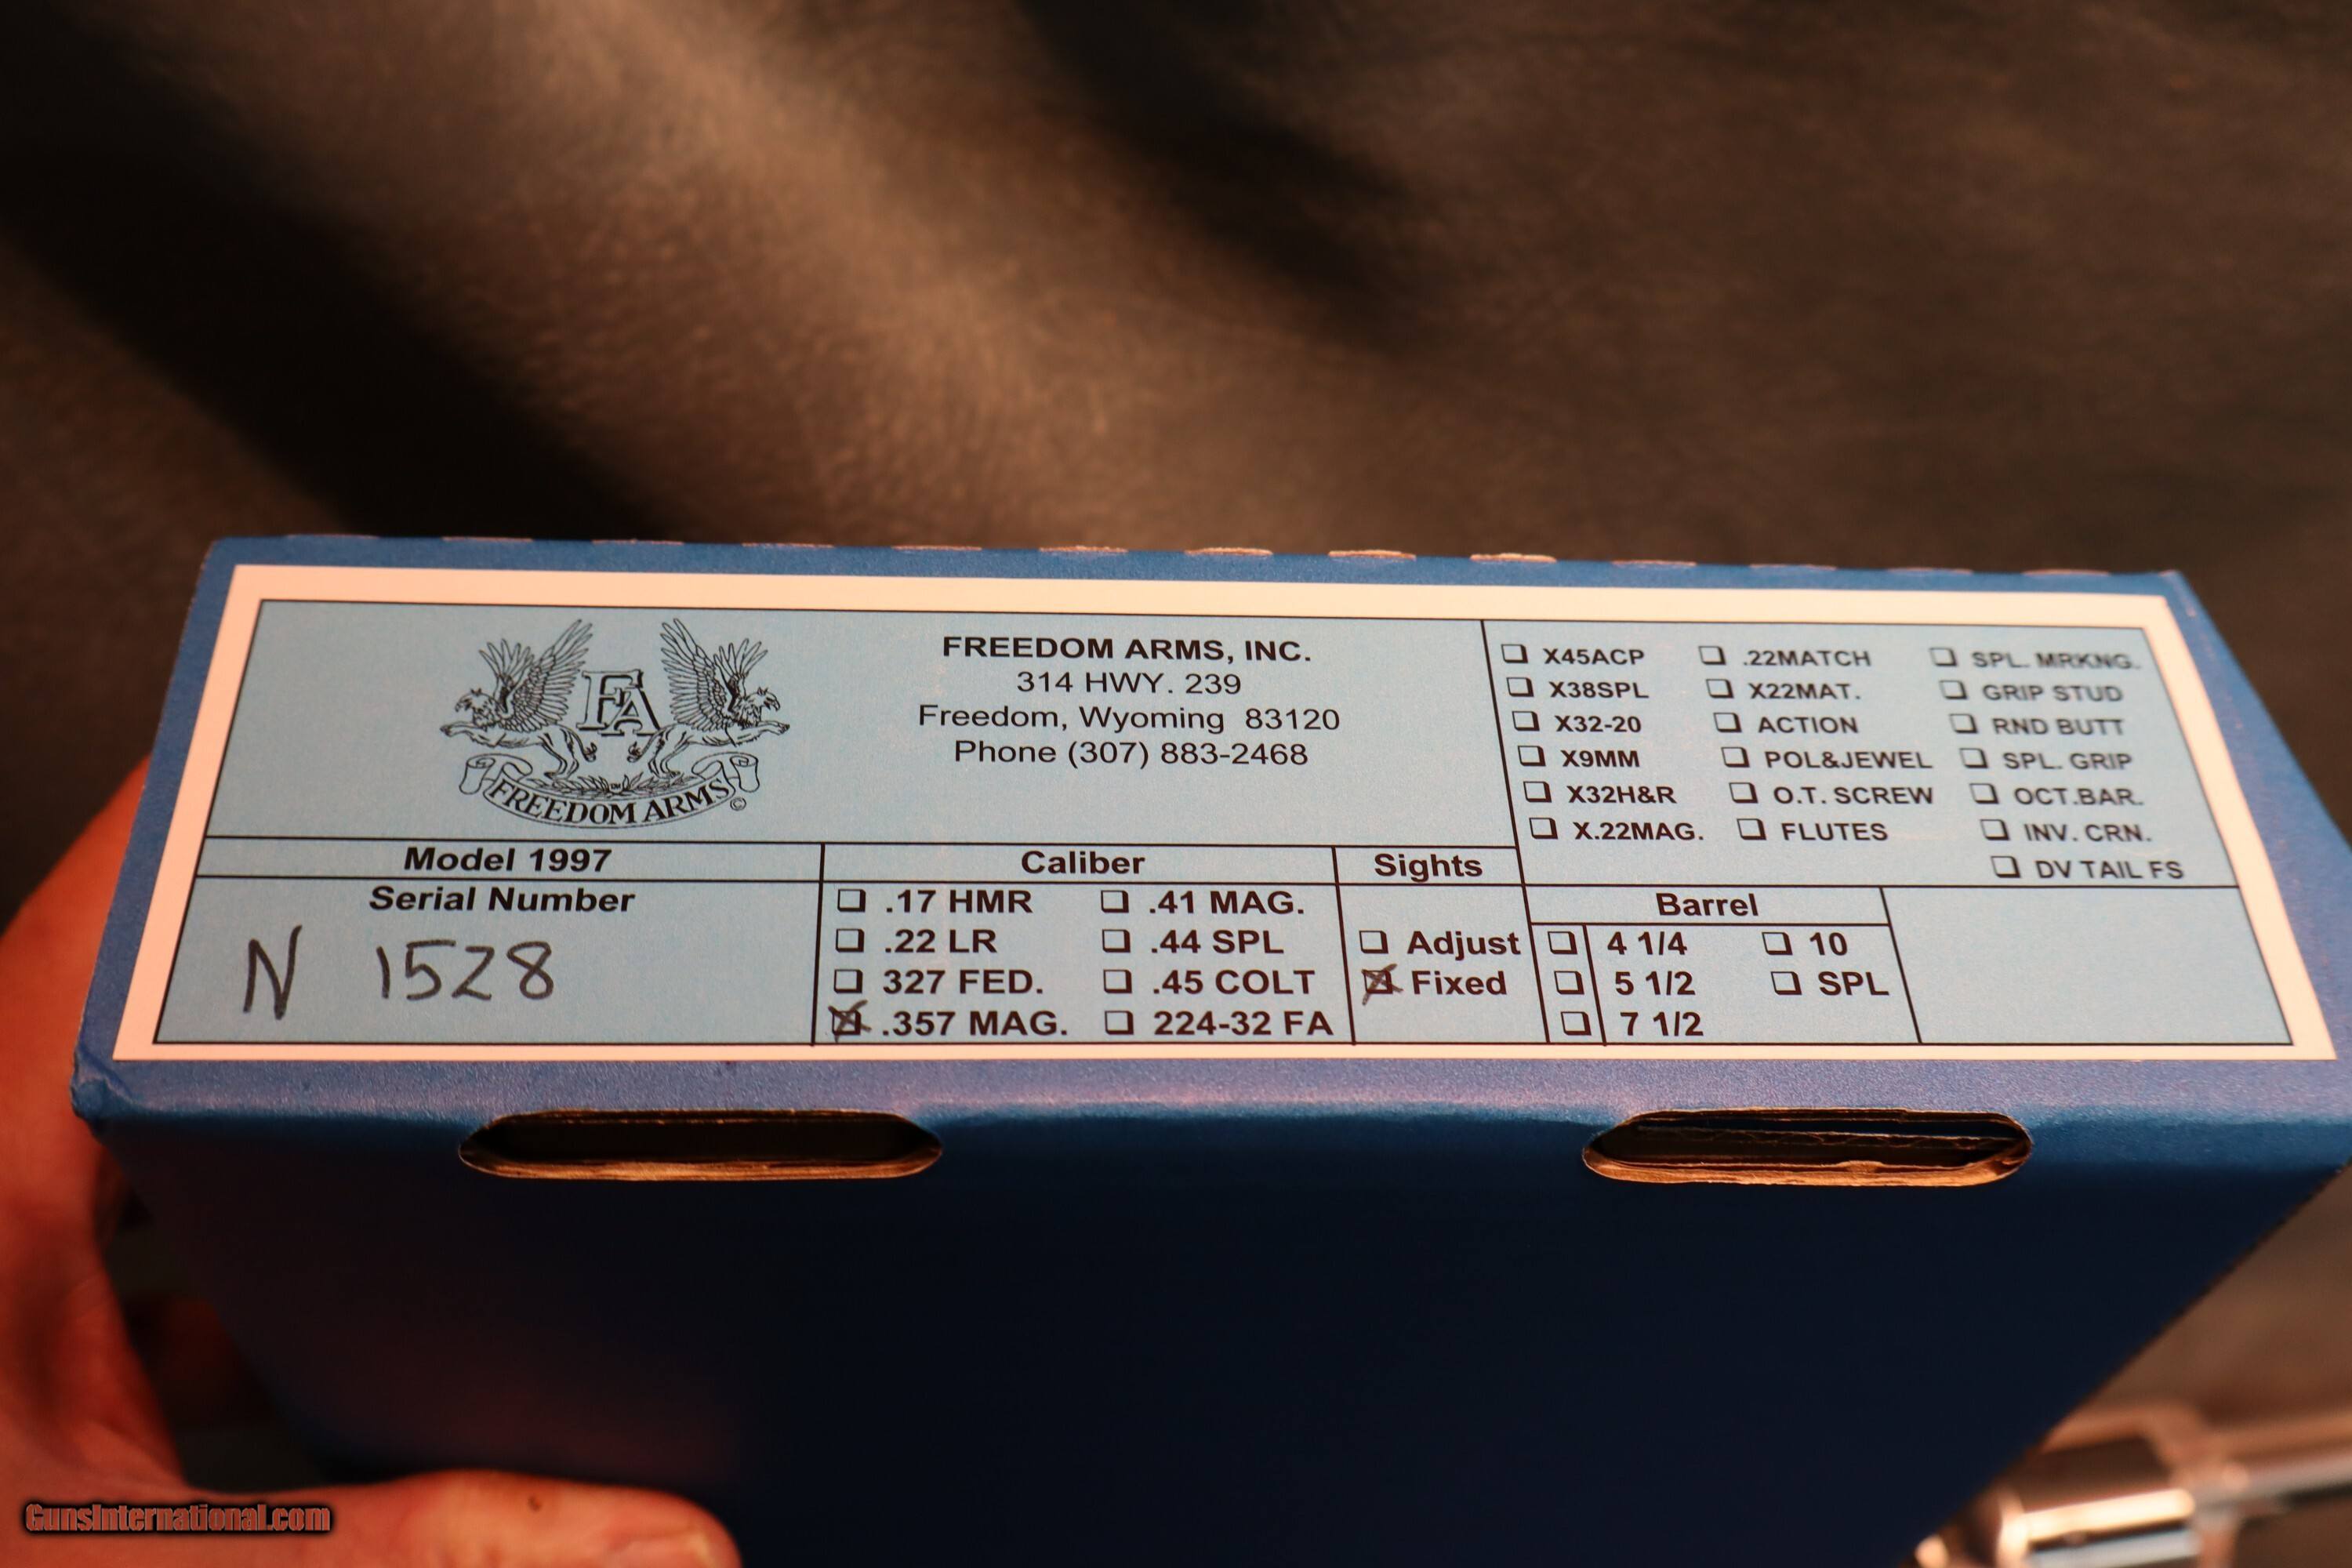 FA
FREEDOM ARMS©
FREEDOM ARMS, INC.
314 HWY. 239
Freedom, Wyoming 83120
Phone (307) 883-2468
❑ X45ACP ❑ .22MATCH ❑ SPL. MRKNG.
❑ X38SPL ❑ X22MAT. ❑ GRIP STUD
❑ X32-20 ❑ ACTION ❑ RND BUTT
❑ X9MM ❑ POL&JEWEL ❑ SPL. GRIP
❑ X32H&R ❑ O.T. SCREW ❑ OCT.BAR.
❑ X.22MAG. ❑ FLUTES ❑ INV. CRN.
❑ DV TAIL FS
Model 1997
Serial Number
N 1528
Caliber
❑ .17 HMR ❑ .41 MAG.
❑ .22 LR ❑ .44 SPL
❑ 327 FED. ❑ .45 COLT
☒ .357 MAG. ❑ 224-32 FA
Sights
❑ Adjust
☒ Fixed
Barrel
❑ 4 1/4 ❑ 10
❑ 5 1/2 ❑ SPL
❑ 7 1/2
GunsInternational.com